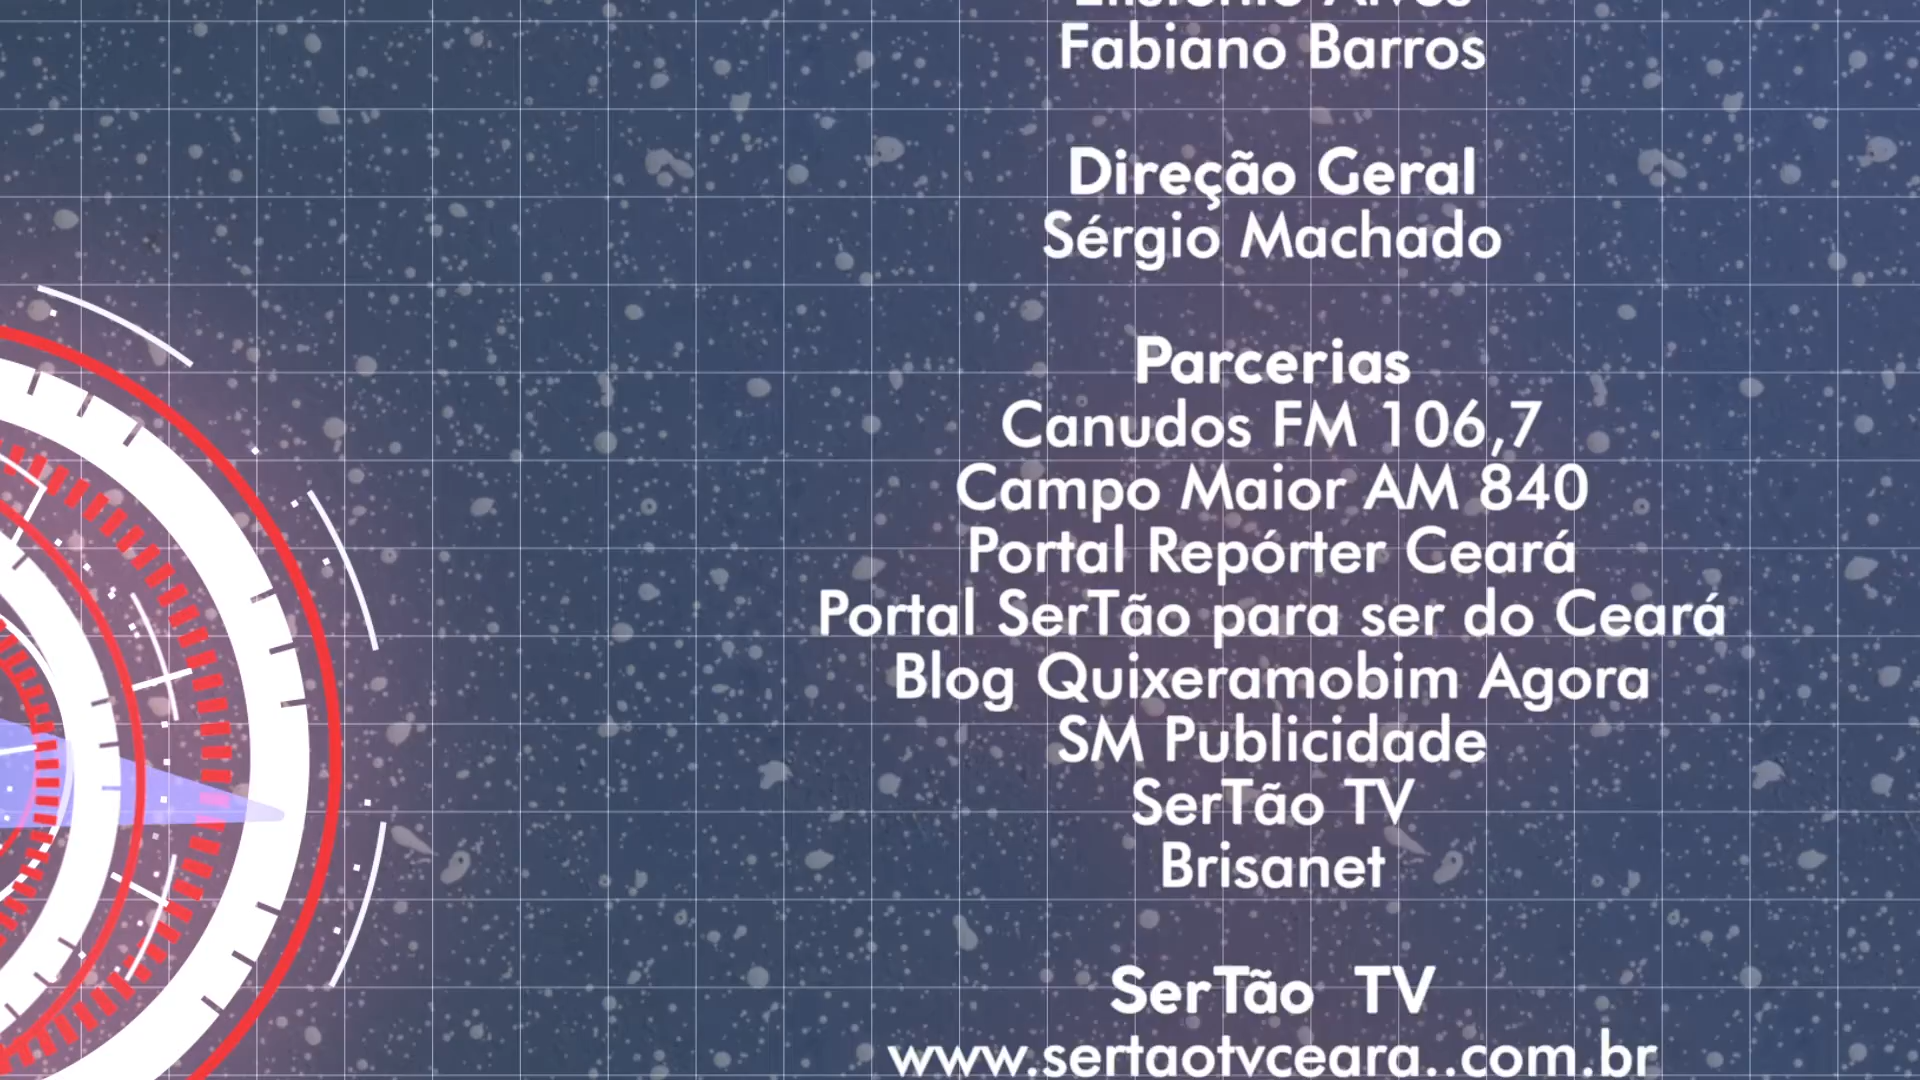 Fabiano Barros
Direção Geral
Sérgio Machado
Parcerias
Canudos FM 106,7
Campo Maior AM 840
Portal Repórter Ceará
Portal SerTão para ser do Ceará
Blog Quixeramobim Agora
SM Publicidade
SerTão TV
Brisanet
SerTão TV
www.sertaotvceara..com.br